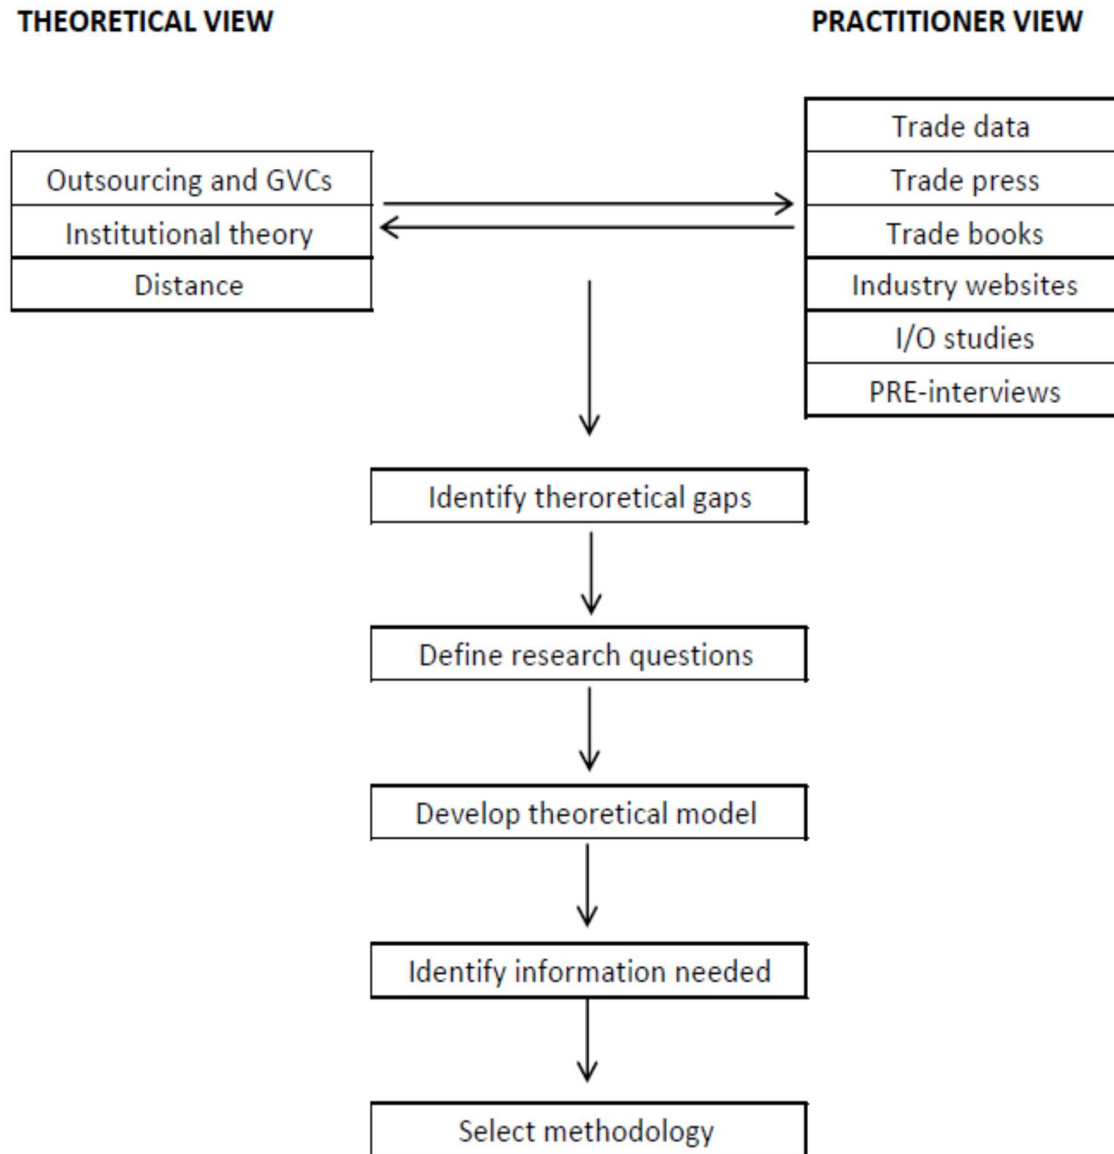 THEORETICAL VIEW
PRACTITIONER VIEW
Outsourcing and GVCs
Institutional theory
Distance
Trade data
Trade press
Trade books
Industry websites
I/O studies
PRE-interviews
Identify theroretical gaps
Define research questions
Develop theoretical model
Identify information needed
Select methodology